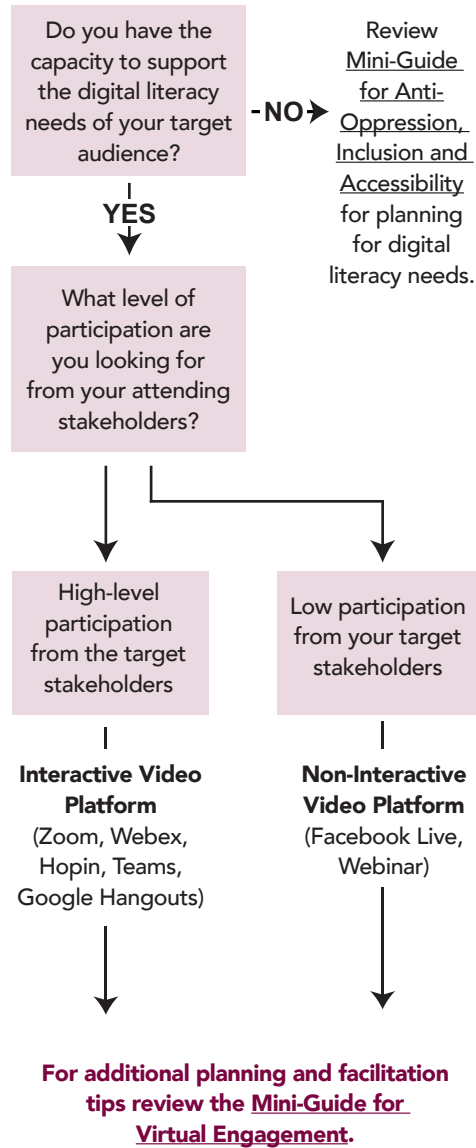 Do you have the
capacity to support
the digital literacy
needs of your target
audience?
NO
Review
Mini-Guide
for Anti-
Oppression,
Inclusion and
Accessibility
for planning
for digital
literacy needs.
YES
What level of
participation are
you looking for
from your attending
stakeholders?
High-level
participation
from the target
stakeholders
Low participation
from your target
stakeholders
Interactive Video
Platform
(Zoom, Webex,
Hopin, Teams,
Google Hangouts)
Non-Interactive
Video Platform
(Facebook Live,
Webinar)
For additional planning and facilitation
tips review the Mini-Guide for
Virtual Engagement.